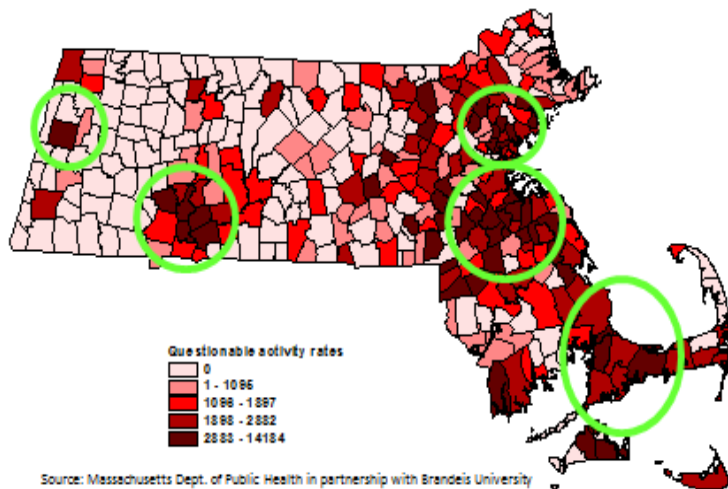 Questionable activity rates
0
1 - 1095
1096 - 1897
1898 - 2882
2883 - 14184
Source: Massachusetts Dept. of Public Health in partnership with Brandeis University